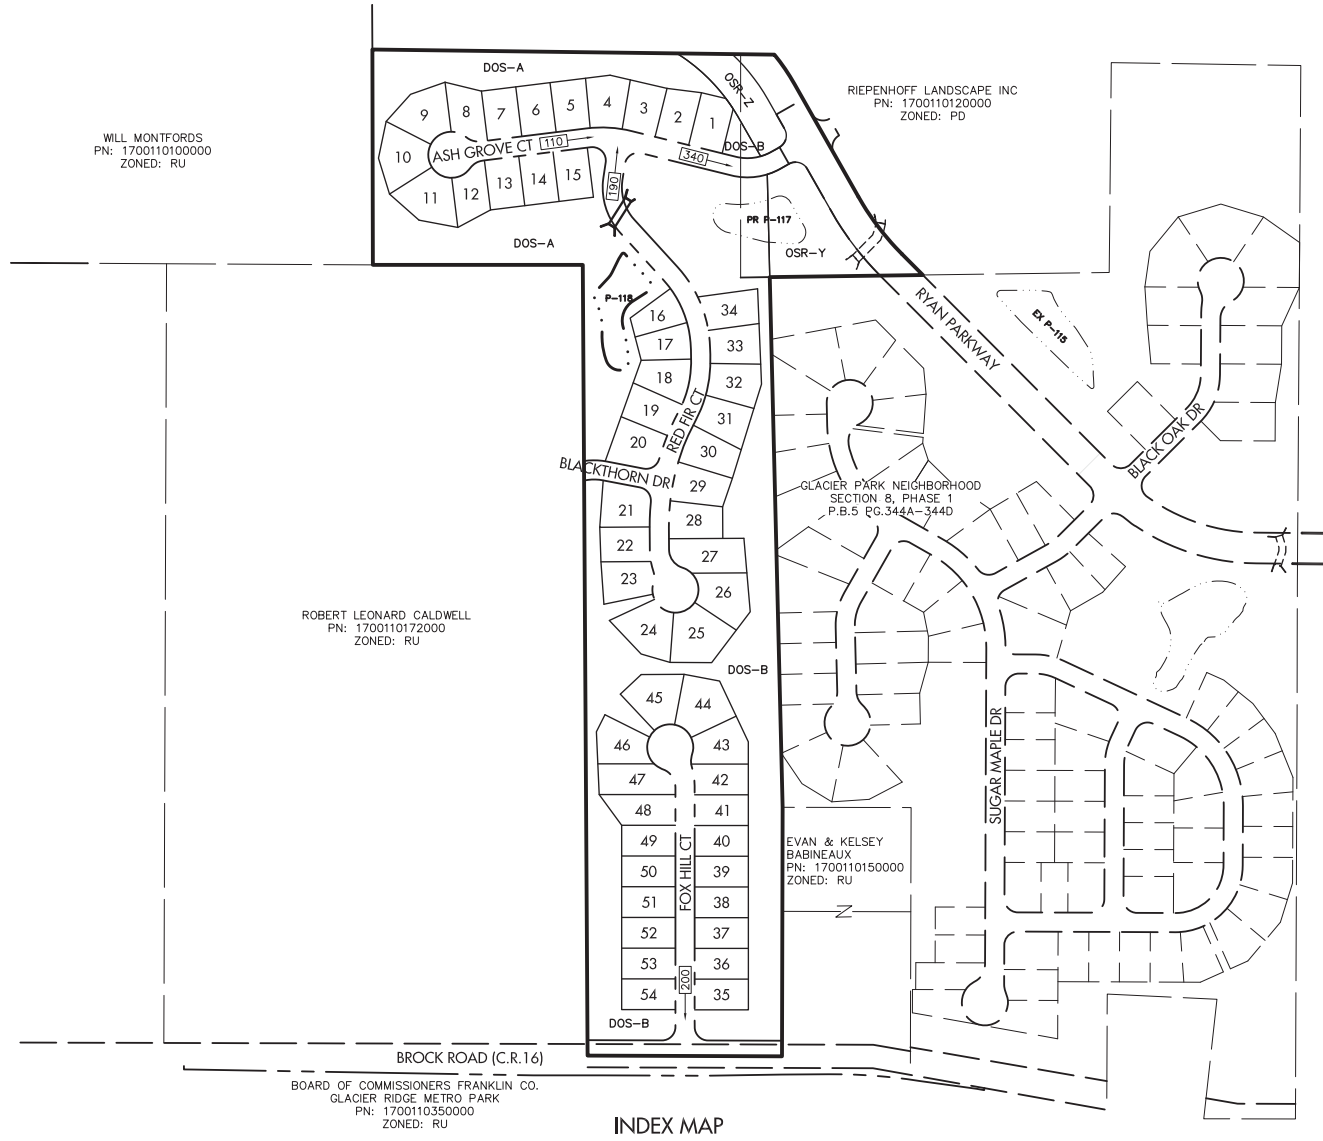 DOS-A
OSR-Z
RIEPENHOFF LANDSCAPE INC
PN: 1700110120000
ZONED: PD
WILL MONTFORDS
PN: 1700110100000
ZONED: RU
9
8
7
6
5
4
3
2
1
10
ASH GROVE CT
110
340
DOS-B
11
12
13
14
15
190
PR P-117
DOS-A
OSR-Y
P-118
RYAN PARKWAY
EX P-115
16
34
17
33
18
32
19
31
RED FIR CT
20
30
BLACK OAK DR
BLACKTHORN DR
29
GLACIER PARK NEIGHBORHOOD
SECTION 8, PHASE 1
P.B.5 PG.344A-344D
21
28
22
27
23
26
24
25
ROBERT LEONARD CALDWELL
PN: 1700110172000
ZONED: RU
DOS-B
45
44
46
43
47
42
48
41
SUGAR MAPLE DR
49
40
50
39
FOX HILL CT
51
38
52
37
53
36
54
35
200
EVAN & KELSEY
BABINEAUX
PN: 1700110150000
ZONED: RU
Z
DOS-B
BROCK ROAD (C.R.16)
BOARD OF COMMISSIONERS FRANKLIN CO.
GLACIER RIDGE METRO PARK
PN: 1700110350000
ZONED: RU
INDEX MAP